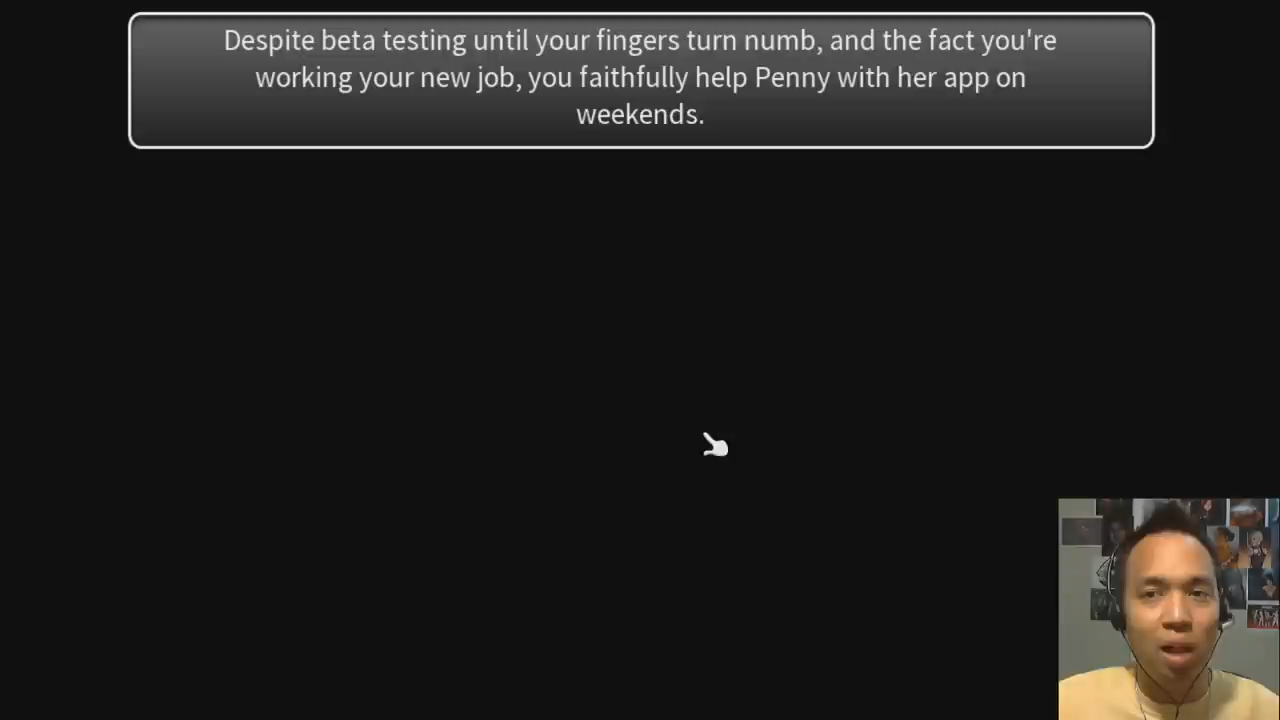 Despite beta testing until your fingers turn numb, and the fact you're
working your new job, you faithfully help Penny with her app on
weekends.